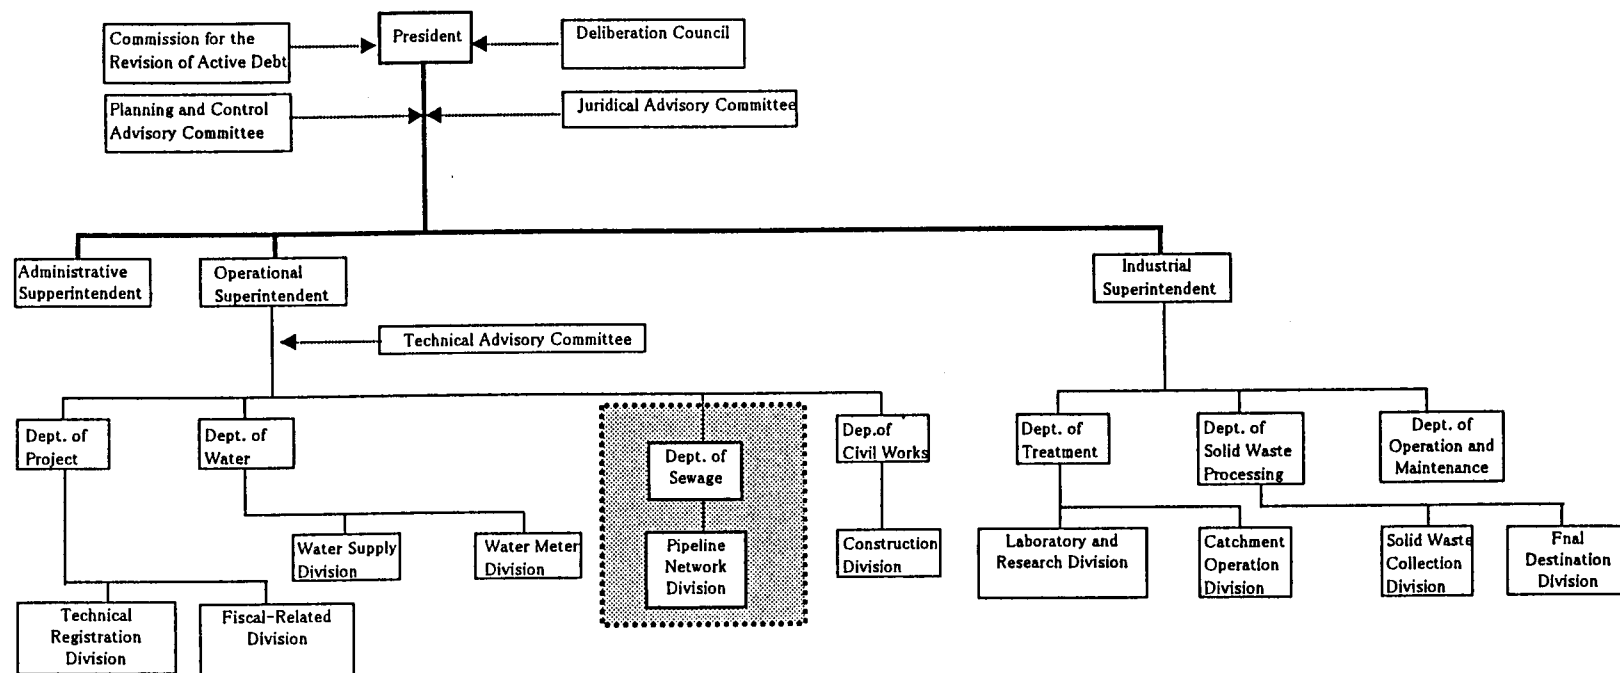 Commission for the
Revision of Active Debt
President
Deliberation Council
Planning and Control
Advisory Committee
Juridical Advisory Committee
Administrative
Supperintendent
Operational
Superintendent
Industrial
Superintendent
Technical Advisory Committee
Dept. of
Project
Dept. of
Water
Dept. of
Sewage
Dep.of
Civil Works
Dept. of
Treatment
Dept. of
Solid Waste
Processing
Dept. of
Operation and
Maintenance
Water Supply
Division
Water Meter
Division
Pipeline
Network
Division
Construction
Division
Laboratory and
Research Division
Catchment
Operation
Division
Solid Waste
Collection
Division
Fnal
Destination
Division
Technical
Registration
Division
Fiscal-Related
Division